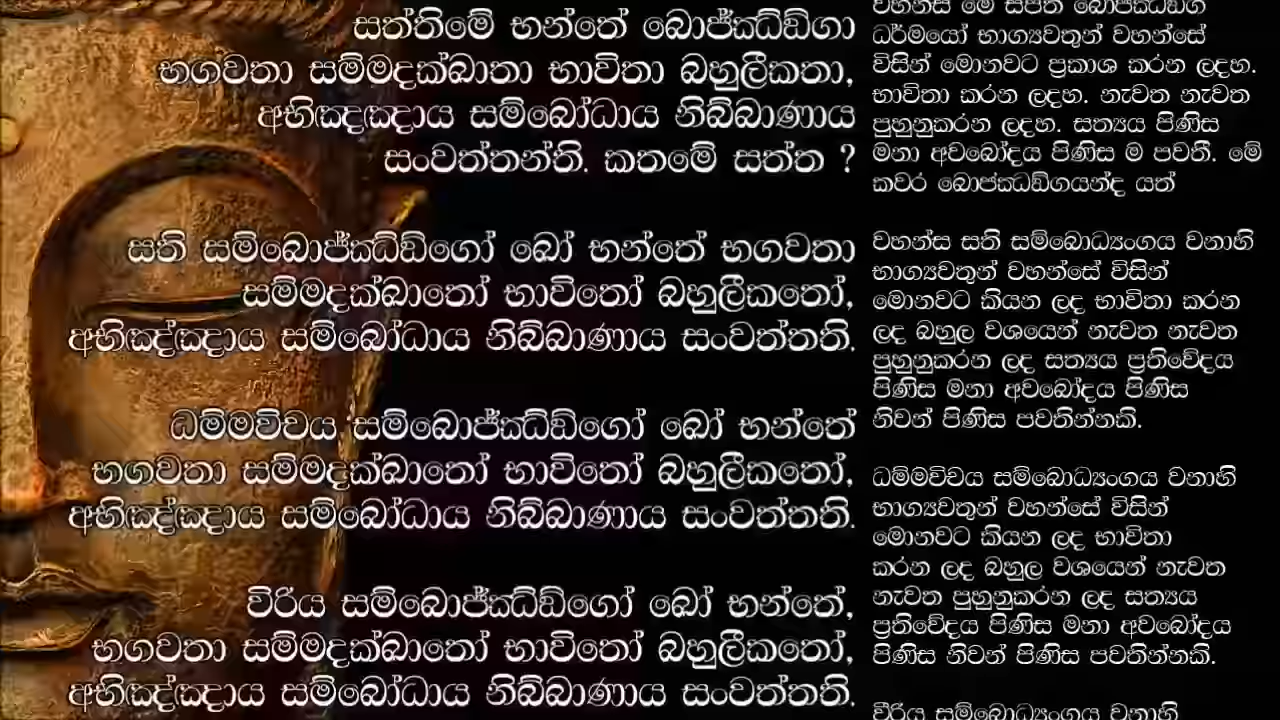 සත්තිමේ භන්තේ බොජ්ඣඞ්ගා
භගවතා සම්මදක්ඛාතා භාවිතා බහුලීකතා,
අභිඤ්ඤාය සම්බෝධාය නිබ්බාණාය
සංවත්තන්ති. කතමේ සත්ත ?
සති සම්බොජ්ඣඞ්ගෝ ඛෝ භන්තේ භගවතා
සම්මදක්ඛාතෝ භාවිතෝ බහුලීකතෝ,
අභිඤ්ඤාය සම්බෝධාය නිබ්බාණාය සංවත්තති.
ධම්මවිචය සම්බොජ්ඣඞ්ගෝ ඛෝ භන්තේ
භගවතා සම්මදක්ඛාතෝ භාවිතෝ බහුලීකතෝ,
අභිඤ්ඤාය සම්බෝධාය නිබ්බාණාය සංවත්තති.
විරිය සම්බොජ්ඣඞ්ගෝ ඛෝ භන්තේ,
භගවතා සම්මදක්ඛාතෝ භාවිතෝ බහුලීකතෝ,
අභිඤ්ඤාය සම්බෝධාය නිබ්බාණාය සංවත්තති.
වහන්ස මේ සප්ත බොජ්ඣඞ්ග
ධර්මයෝ භාග්‍යවතුන් වහන්සේ
විසින් මොනවට ප්‍රකාශ කරන ලදහ.
භාවිතා කරන ලදහ. නැවත නැවත
පුහුනුකරන ලදහ. සත්‍යය පිණිස
මනා අවබෝදය පිණිස ම පවතී. මේ
කවර බොජ්ඣඞ්ගයන්ද යත්
වහන්ස සති සම්බොධ්‍යංගය වනාහි
භාග්‍යවතුන් වහන්සේ විසින්
මොනවට කියන ලද භාවිතා කරන
ලද බහුල වශයෙන් නැවත නැවත
පුහුනුකරන ලද සත්‍යය ප්‍රතිවේදය
පිණිස මනා අවබෝදය පිණිස
නිවන් පිණිස පවතින්නකි.
ධම්මවිචය සම්බොධ්‍යංගය වනාහි
භාග්‍යවතුන් වහන්සේ විසින්
මොනවට කියන ලද භාවිතා
කරන ලද බහුල වශයෙන් නැවත
නැවත පුහුනුකරන ලද සත්‍යය
ප්‍රතිවේදය පිණිස මනා අවබෝදය
පිණිස නිවන් පිණිස පවතින්නකි.
වීරිය සම්බොධ්‍යංගය වනාහි